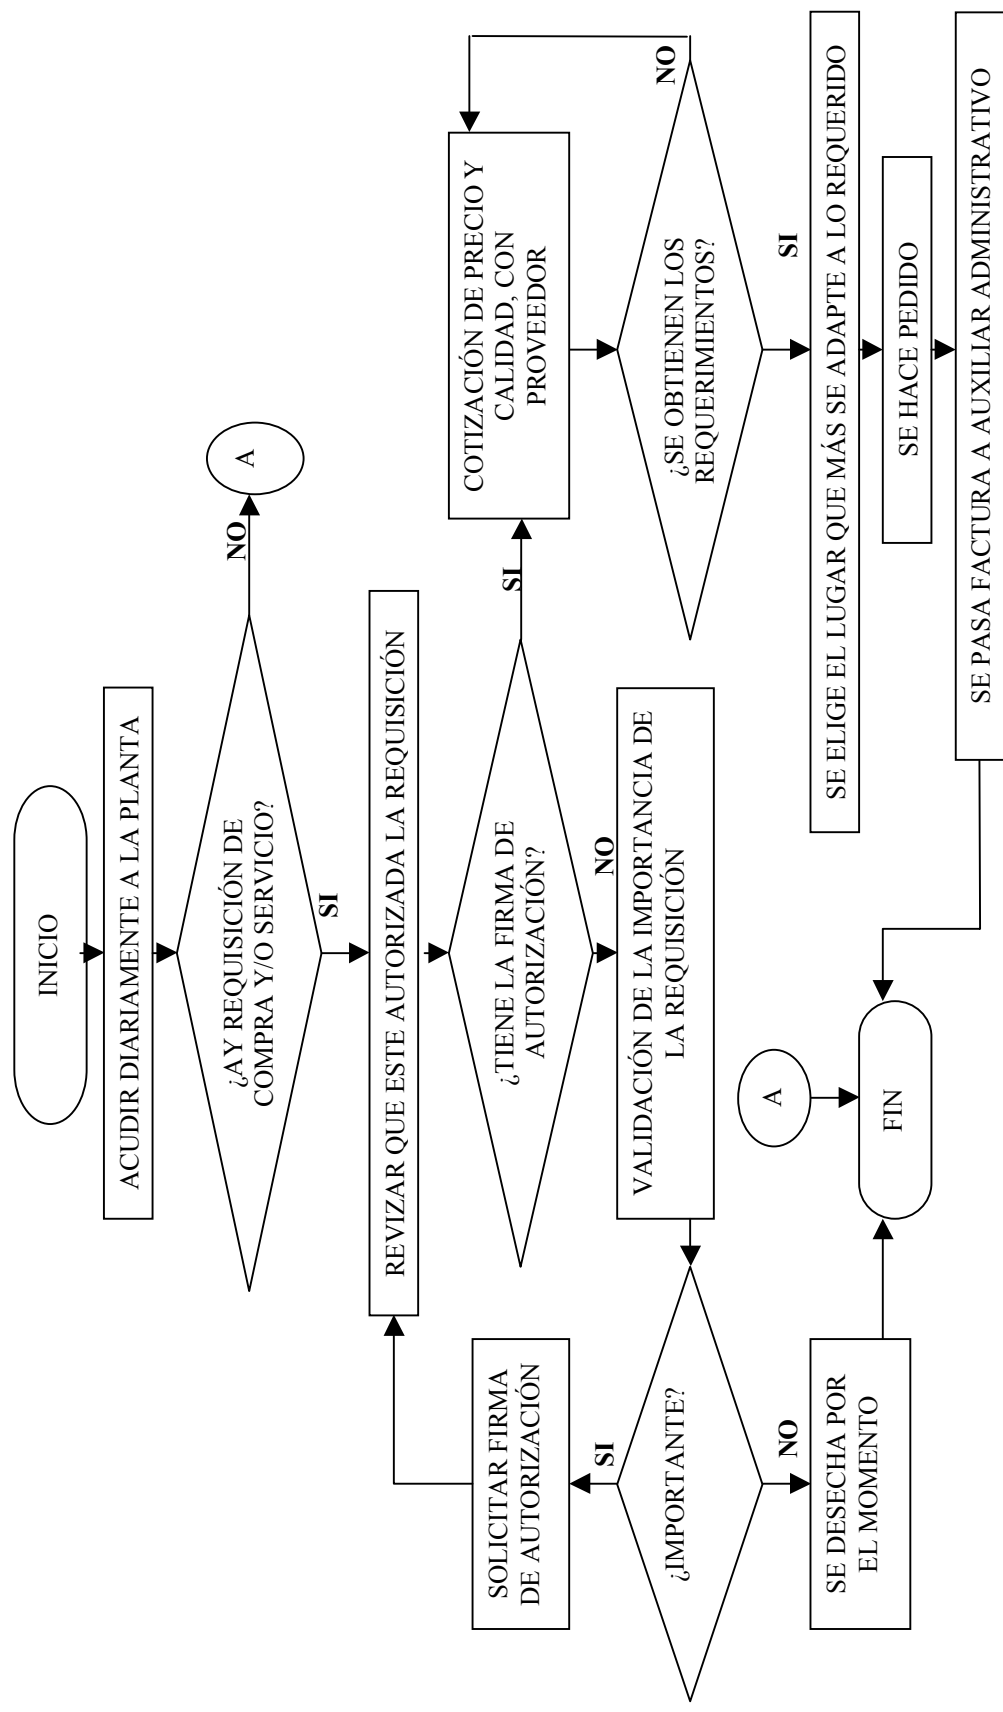 INICIO
ACUDIR DIARIAMENTE A LA PLANTA
¿AY REQUISICIÓN DE
COMPRA Y/O SERVICIO?
NO
A
SI
REVIZAR QUE ESTE AUTORIZADA LA REQUISICIÓN
¿TIENE LA FIRMA DE
AUTORIZACIÓN?
SI
COTIZACIÓN DE PRECIO Y
CALIDAD, CON
PROVEEDOR
NO
VALIDACIÓN DE LA IMPORTANCIA DE
LA REQUISICIÓN
SOLICITAR FIRMA
DE AUTORIZACIÓN
SI
¿IMPORTANTE?
NO
SE DESECHA POR
EL MOMENTO
¿SE OBTIENEN LOS
REQUERIMIENTOS?
NO
SI
SE ELIGE EL LUGAR QUE MÁS SE ADAPTE A LO REQUERIDO
SE HACE PEDIDO
SE PASA FACTURA A AUXILIAR ADMINISTRATIVO
A
FIN